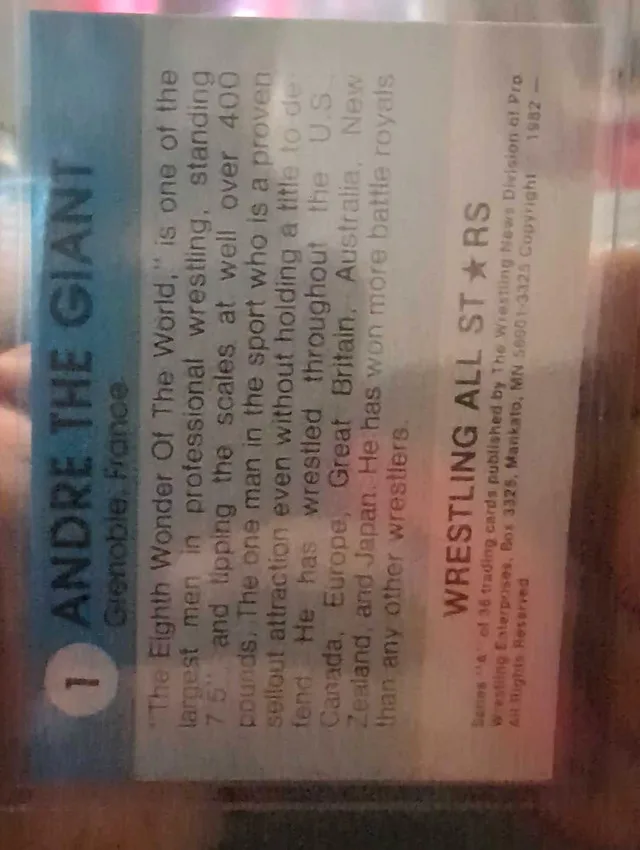 1
ANDRE THE GIANT
Grenoble, France
"The Eighth Wonder Of The World," is one of the
largest men in professional wrestling, standing
7'5" and tipping the scales at well over 400
pounds. The one man in the sport who is a proven
sellout attraction even without holding a title to de-
fend. He has wrestled throughout the U.S.,
Canada, Europe, Great Britain, Australia, New
Zealand, and Japan. He has won more battle royals
than any other wrestlers.
WRESTLING ALL ST★RS
Series "A" of 36 trading cards published by The Wrestling News Division of Pro
Wrestling Enterprises, Box 3325, Mankato, MN 56001-3325 Copyright 1982 —
All Rights Reserved